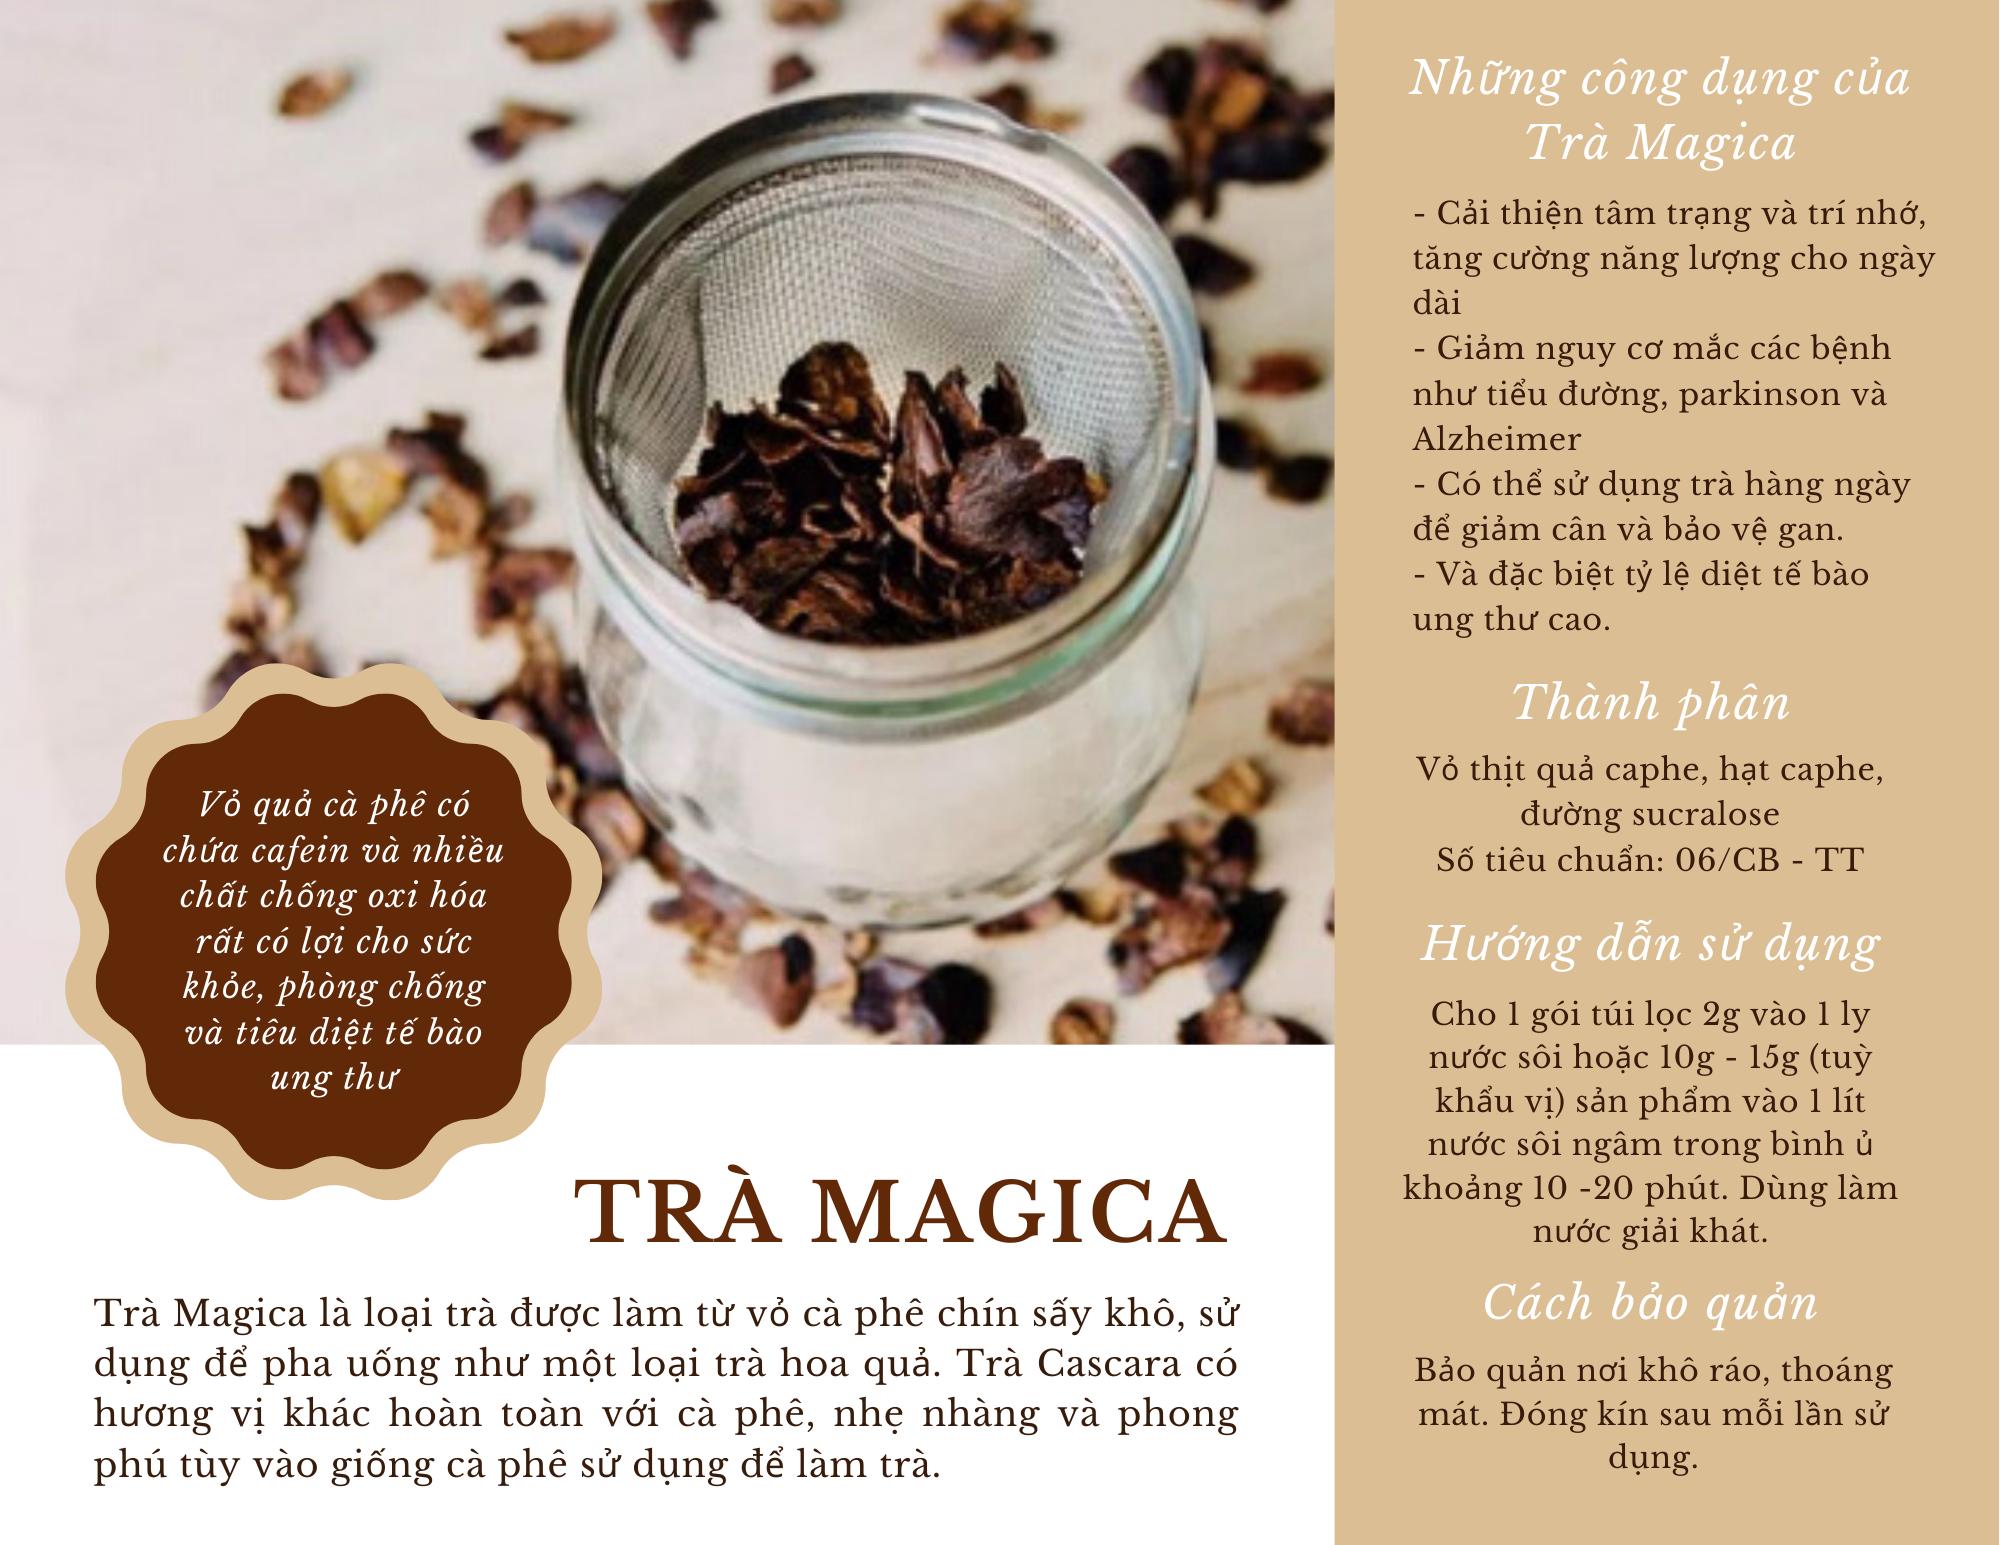 Vỏ quả cà phê có
chứa cafein và nhiều
chất chống oxi hóa
rất có lợi cho sức
khỏe, phòng chống
và tiêu diệt tế bào
ung thư
TRÀ MAGICA
Trà Magica là loại trà được làm từ vỏ cà phê chín sấy khô, sử
dụng để pha uống như một loại trà hoa quả. Trà Cascara có
hương vị khác hoàn toàn với cà phê, nhẹ nhàng và phong
phú tùy vào giống cà phê sử dụng để làm trà.
Những công dụng của
Trà Magica
- Cải thiện tâm trạng và trí nhớ,
tăng cường năng lượng cho ngày
dài
- Giảm nguy cơ mắc các bệnh
như tiểu đường, parkinson và
Alzheimer
- Có thể sử dụng trà hàng ngày
để giảm cân và bảo vệ gan.
- Và đặc biệt tỷ lệ diệt tế bào
ung thư cao.
Thành phân
Vỏ thịt quả caphe, hạt caphe,
đường sucralose
Số tiêu chuẩn: 06/CB - TT
Hướng dẫn sử dụng
Cho 1 gói túi lọc 2g vào 1 ly
nước sôi hoặc 10g - 15g (tuỳ
khẩu vị) sản phẩm vào 1 lít
nước sôi ngâm trong bình ủ
khoảng 10 -20 phút. Dùng làm
nước giải khát.
Cách bảo quản
Bảo quản nơi khô ráo, thoáng
mát. Đóng kín sau mỗi lần sử
dụng.